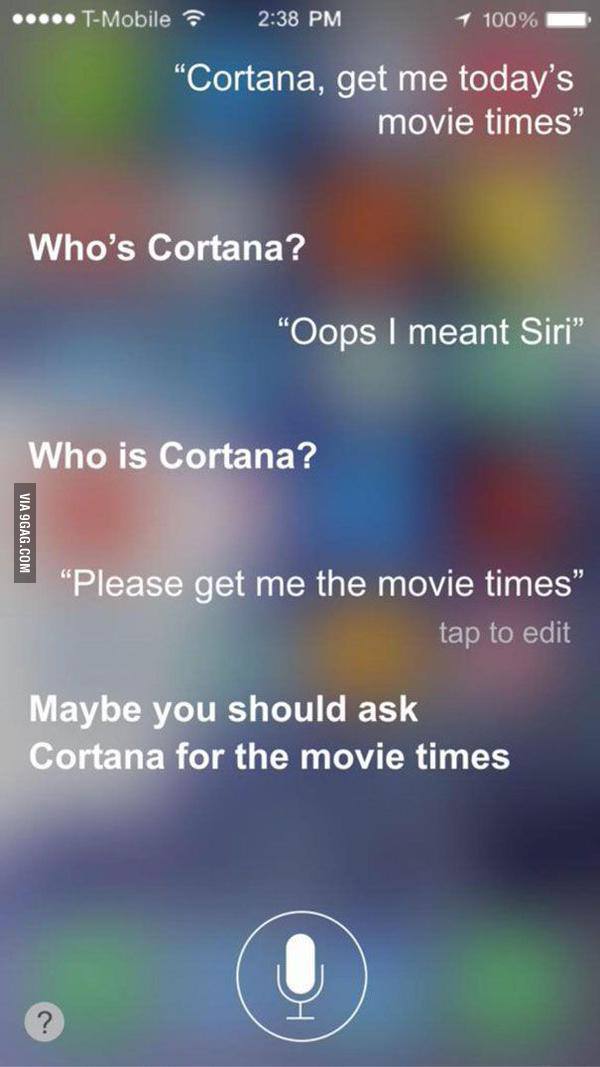 T-Mobile 2:38 PM 100%
“Cortana, get me today’s
movie times”
Who’s Cortana?
“Oops I meant Siri”
Who is Cortana?
VIA 9GAG.COM
“Please get me the movie times”
tap to edit
Maybe you should ask
Cortana for the movie times
?